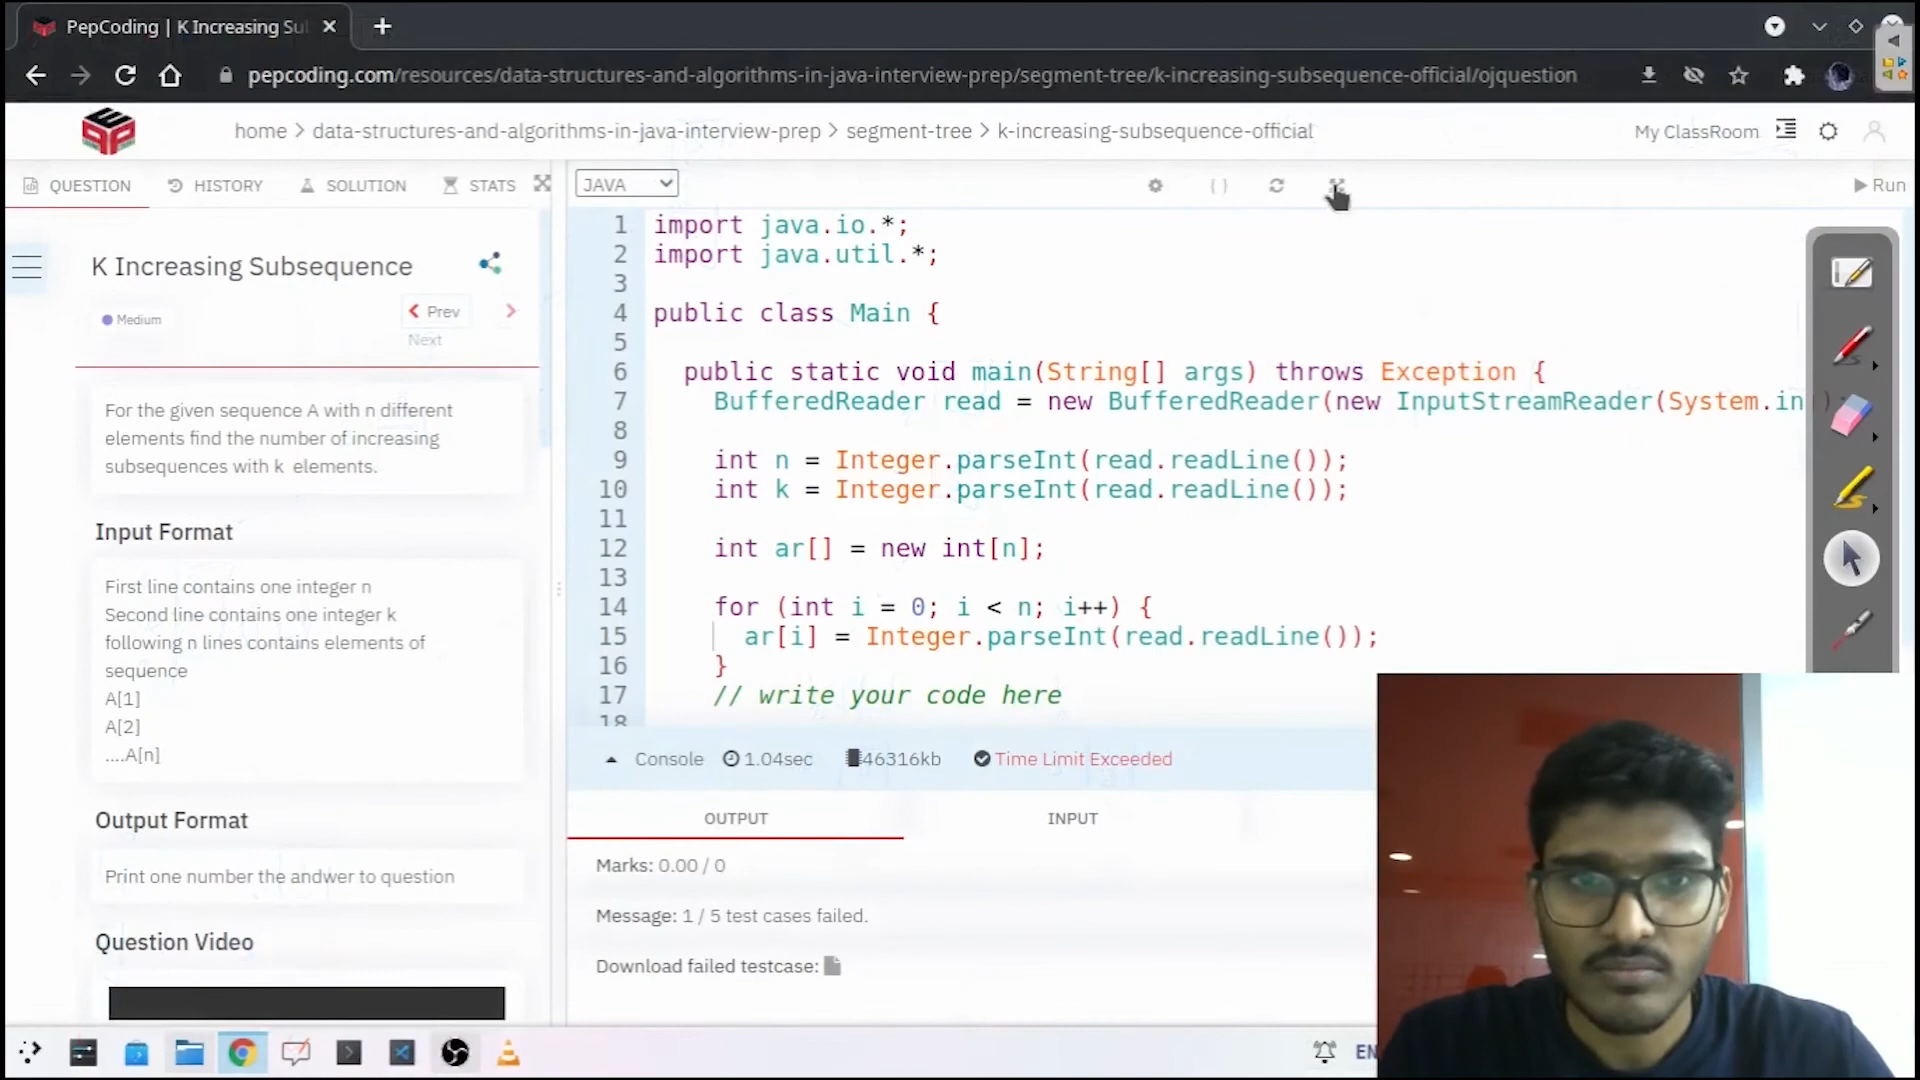 PepCoding | K Increasing Su
pepcoding.com/resources/data-structures-and-algorithms-in-java-interview-prep/segment-tree/k-increasing-subsequence-official/ojquestion
home > data-structures-and-algorithms-in-java-interview-prep > segment-tree > k-increasing-subsequence-official
My ClassRoom
QUESTION HISTORY SOLUTION STATS
JAVA
{ }
Run
K Increasing Subsequence
Medium
Prev
Next
For the given sequence A with n different
elements find the number of increasing
subsequences with k elements.
Input Format
First line contains one integer n
Second line contains one integer k
following n lines contains elements of
sequence
A[1]
A[2]
....A[n]
Output Format
Print one number the andwer to question
Question Video
1 import java.io.*;
2 import java.util.*;
3
4 public class Main {
5
6 public static void main(String[] args) throws Exception {
7 BufferedReader read = new BufferedReader(new InputStreamReader(System.in
8
9 int n = Integer.parseInt(read.readLine());
10 int k = Integer.parseInt(read.readLine());
11
12 int ar[] = new int[n];
13
14 for (int i = 0; i < n; i++) {
15 ar[i] = Integer.parseInt(read.readLine());
16 }
17 // write your code here
18
Console 1.04sec 46316kb Time Limit Exceeded
OUTPUT INPUT
Marks: 0.00 / 0
Message: 1 / 5 test cases failed.
Download failed testcase:
EN